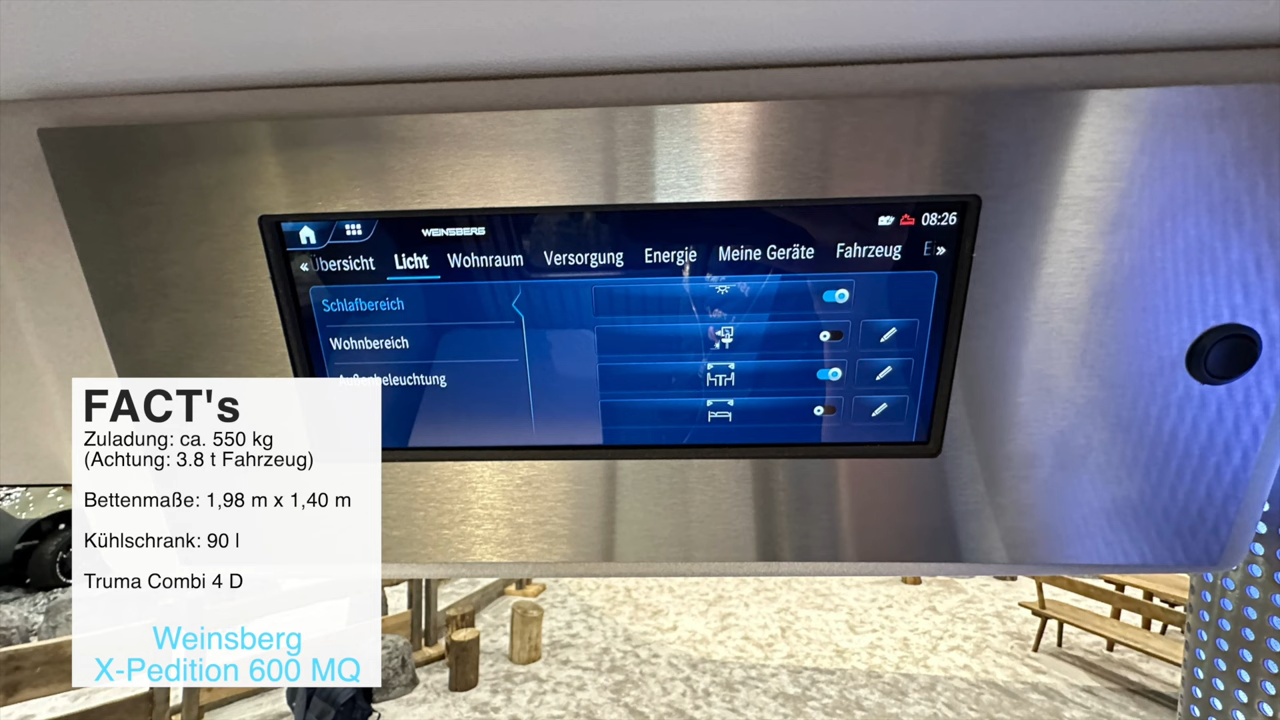 WEINSBERG
08:26
« Übersicht Licht Wohnraum Versorgung Energie Meine Geräte Fahrzeug E »
Schlafbereich
Wohnbereich
Außenbeleuchtung
FACT's
Zuladung: ca. 550 kg
(Achtung: 3.8 t Fahrzeug)
Bettenmaße: 1,98 m x 1,40 m
Kühlschrank: 90 l
Truma Combi 4 D
Weinsberg
X-Pedition 600 MQ